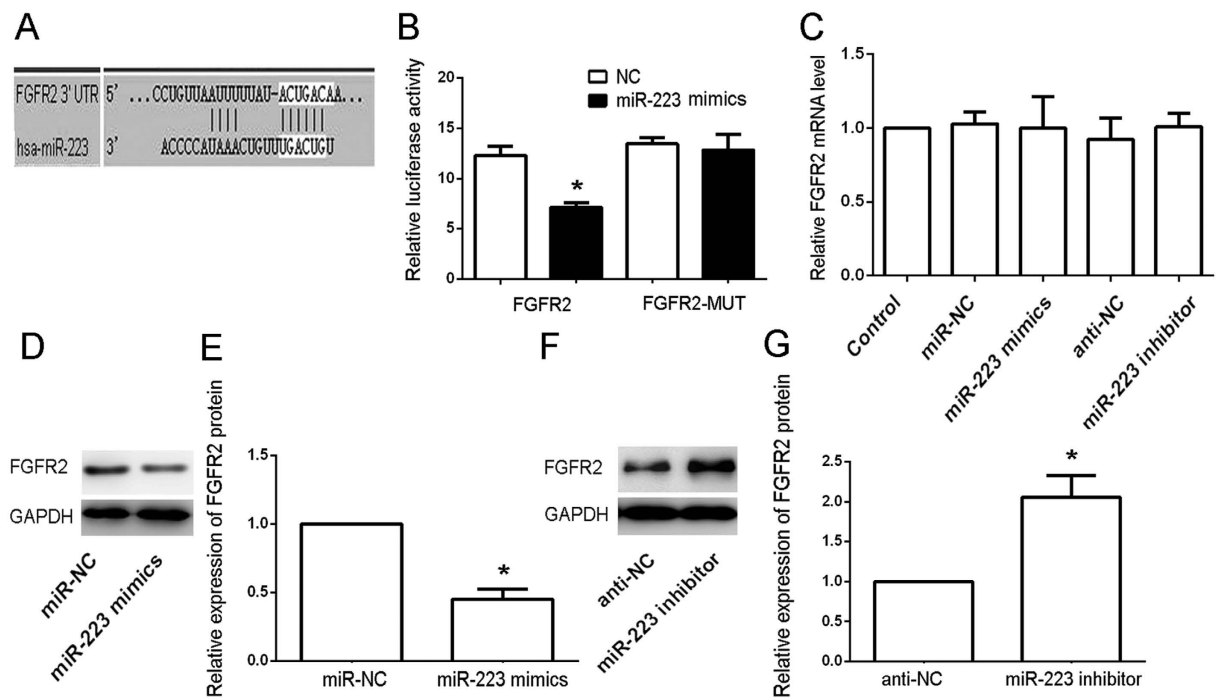 A
FGFR2 3' UTR 5' ...CCUGUUAAUUUUUAU-ACUGACAA...
hsa-miR-223 3' ACCCCAUAAACUGUUUGACUGU
B
Relative luciferase activity
20
15
10
5
0
NC
miR-223 mimics
*
FGFR2
FGFR2-MUT
C
Relative FGFR2 mRNA level
1.5
1.0
0.5
0.0
Control
miR-NC
miR-223 mimics
anti-NC
miR-223 inhibitor
D
FGFR2
GAPDH
miR-NC
miR-223 mimics
E
Relative expression of FGFR2 protein
1.5
1.0
0.5
0.0
*
miR-NC
miR-223 mimics
F
FGFR2
GAPDH
anti-NC
miR-223 inhibitor
G
Relative expression of FGFR2 protein
2.5
2.0
1.5
1.0
0.5
0.0
*
anti-NC
miR-223 inhibitor